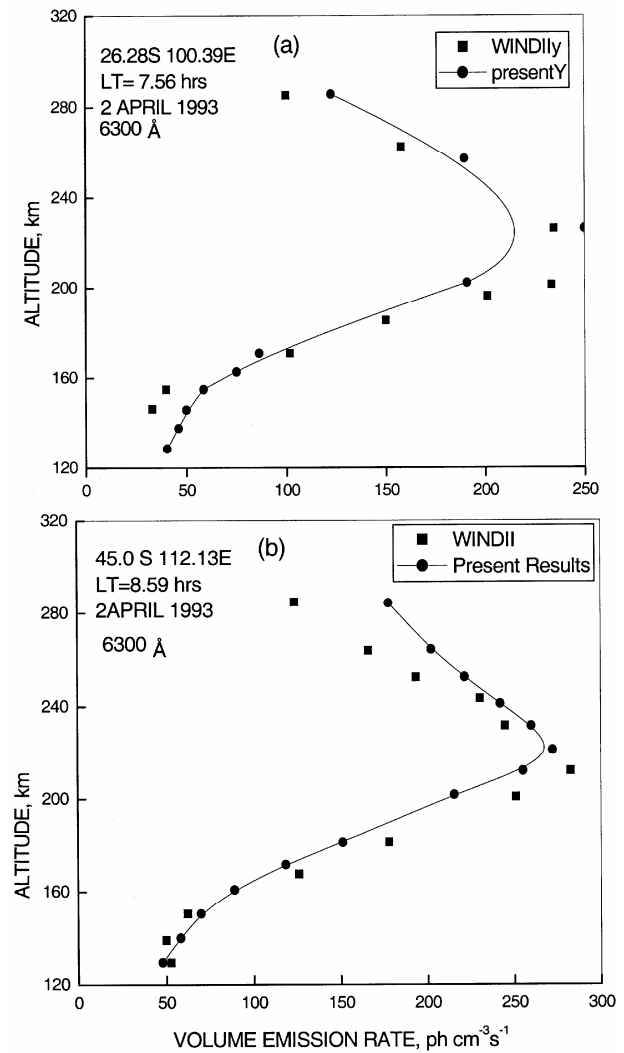 320
280
240
200
160
120
ALTITUDE, km
(a)
26.28S 100.39E
LT= 7.56 hrs
2 APRIL 1993
6300 Å
WINDIIy
presentY
0
50
100
150
200
250
320
280
240
200
160
120
ALTITUDE, km
(b)
45.0 S 112.13E
LT=8.59 hrs
2APRIL 1993
6300 Å
WINDII
Present Results
0
50
100
150
200
250
300
VOLUME EMISSION RATE, ph cm⁻³s⁻¹